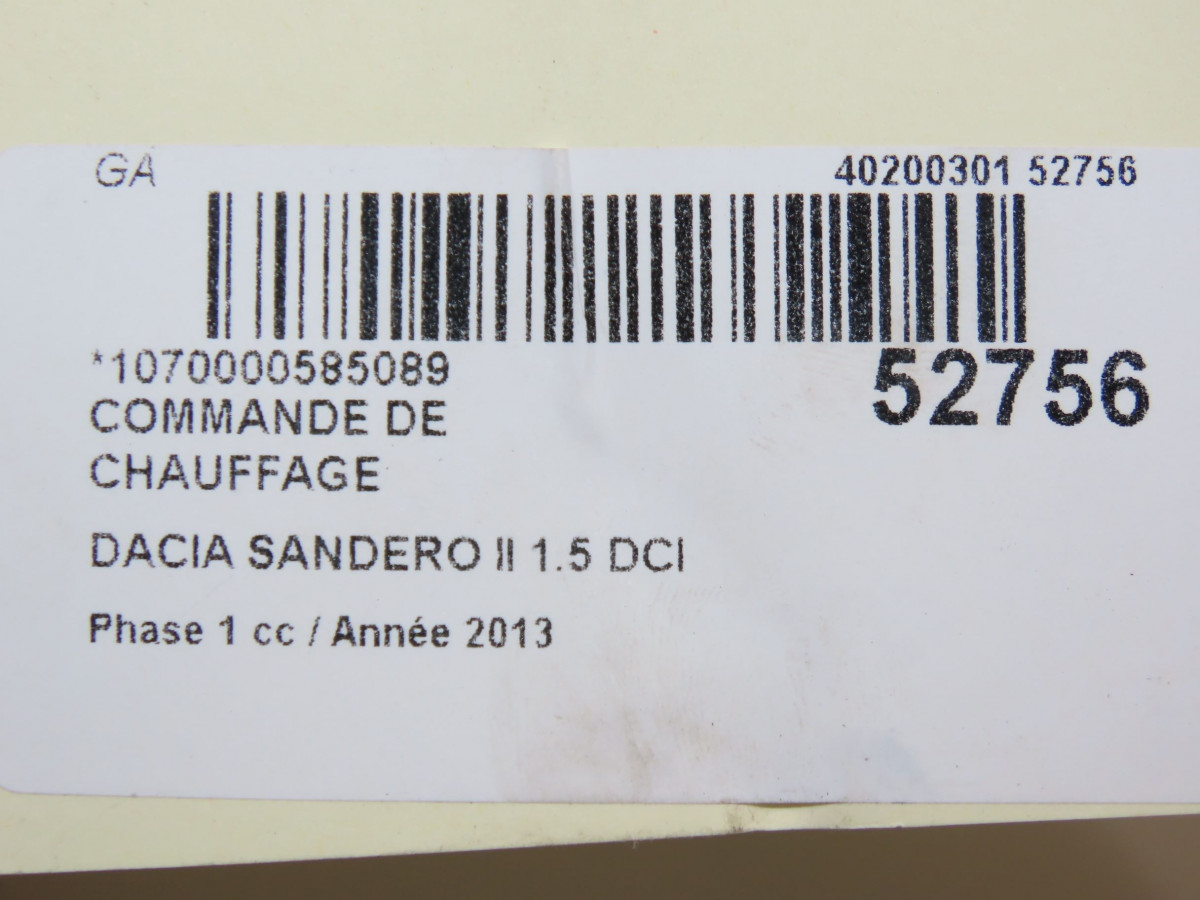 GA
40200301 52756
*1070000585089
52756
COMMANDE DE
CHAUFFAGE
DACIA SANDERO II 1.5 DCI
Phase 1 cc / Année 2013